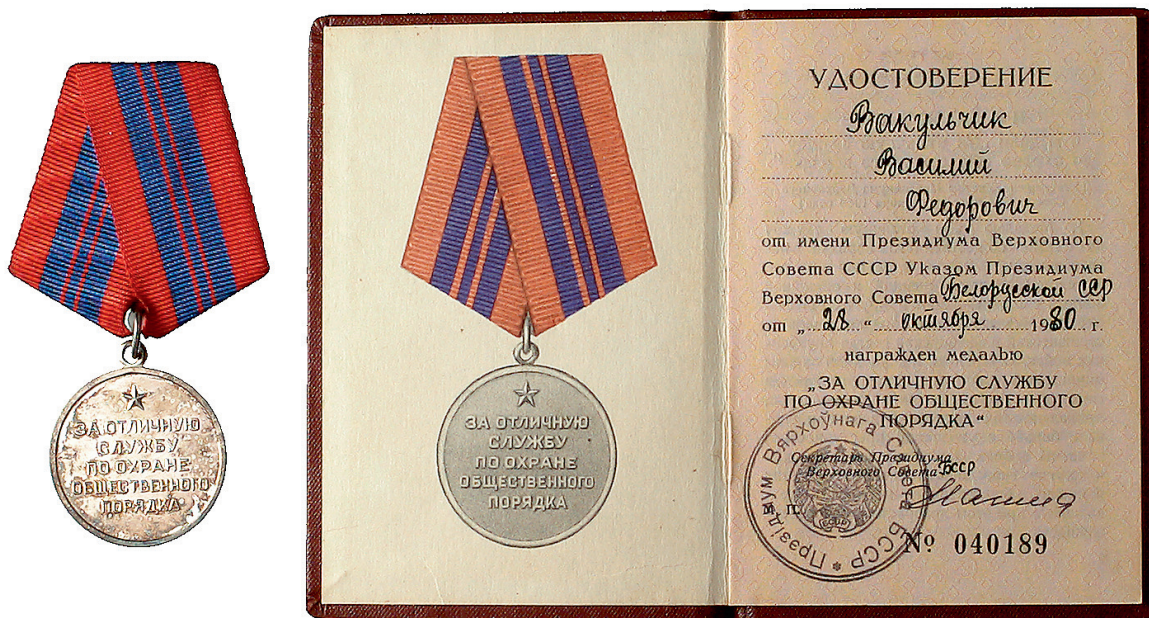 ЗА ОТЛИЧНУЮ
СЛУЖБУ
ПО ОХРАНЕ
ОБЩЕСТВЕННОГО
ПОРЯДКА
ЗА ОТЛИЧНУЮ
СЛУЖБУ
ПО ОХРАНЕ
ОБЩЕСТВЕННОГО
ПОРЯДКА
УДОСТОВЕРЕНИЕ
Вакульчик
Василий
Федорович
от имени Президиума Верховного
Совета СССР Указом Президиума
Верховного Совета Белорусской ССР
от „28“ октября 1980 г.
награжден медалью
„ЗА ОТЛИЧНУЮ СЛУЖБУ
ПО ОХРАНЕ ОБЩЕСТВЕННОГО
ПОРЯДКА“
Секретарь Президиума
Верховного Совета БССР
Прэзідыум Вярхоўнага Савета БССР
№ 040189